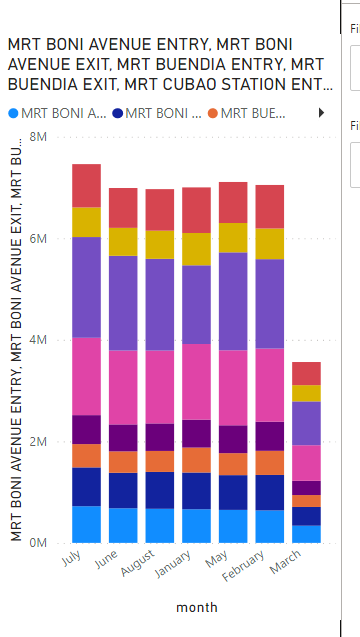 MRT BONI AVENUE ENTRY, MRT BONI
AVENUE EXIT, MRT BUENDIA ENTRY, MRT
BUENDIA EXIT, MRT CUBAO STATION ENT...
MRT BONI A... MRT BONI ... MRT BUE...
MRT BONI AVENUE ENTRY, MRT BONI AVENUE EXIT, MRT BU...
8M
6M
4M
2M
0M
July June August January May February March
month
Fi
Fi